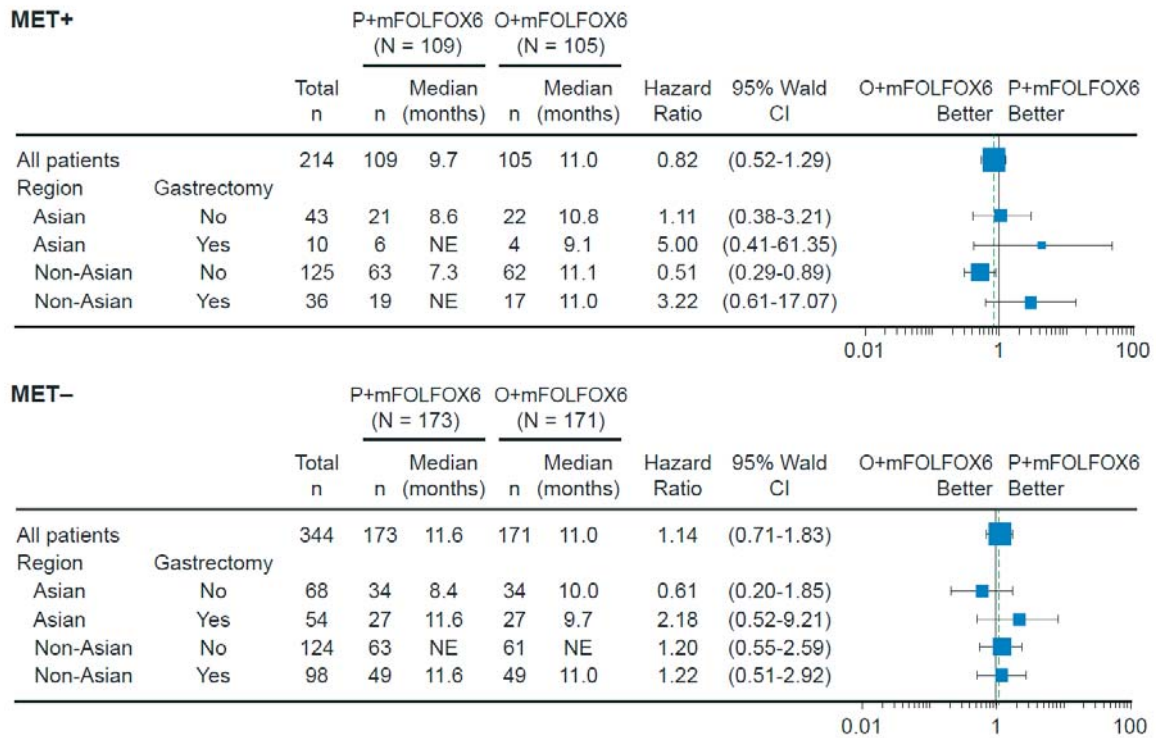 MET+
P+mFOLFOX6 O+mFOLFOX6
(N = 109) (N = 105)
Total Median Median Hazard 95% Wald O+mFOLFOX6 P+mFOLFOX6
n n (months) n (months) Ratio CI Better Better
All patients 214 109 9.7 105 11.0 0.82 (0.52-1.29)
Region Gastrectomy
Asian No 43 21 8.6 22 10.8 1.11 (0.38-3.21)
Asian Yes 10 6 NE 4 9.1 5.00 (0.41-61.35)
Non-Asian No 125 63 7.3 62 11.1 0.51 (0.29-0.89)
Non-Asian Yes 36 19 NE 17 11.0 3.22 (0.61-17.07)
0.01 1 100
MET–
P+mFOLFOX6 O+mFOLFOX6
(N = 173) (N = 171)
Total Median Median Hazard 95% Wald O+mFOLFOX6 P+mFOLFOX6
n n (months) n (months) Ratio CI Better Better
All patients 344 173 11.6 171 11.0 1.14 (0.71-1.83)
Region Gastrectomy
Asian No 68 34 8.4 34 10.0 0.61 (0.20-1.85)
Asian Yes 54 27 11.6 27 9.7 2.18 (0.52-9.21)
Non-Asian No 124 63 NE 61 NE 1.20 (0.55-2.59)
Non-Asian Yes 98 49 11.6 49 11.0 1.22 (0.51-2.92)
0.01 1 100